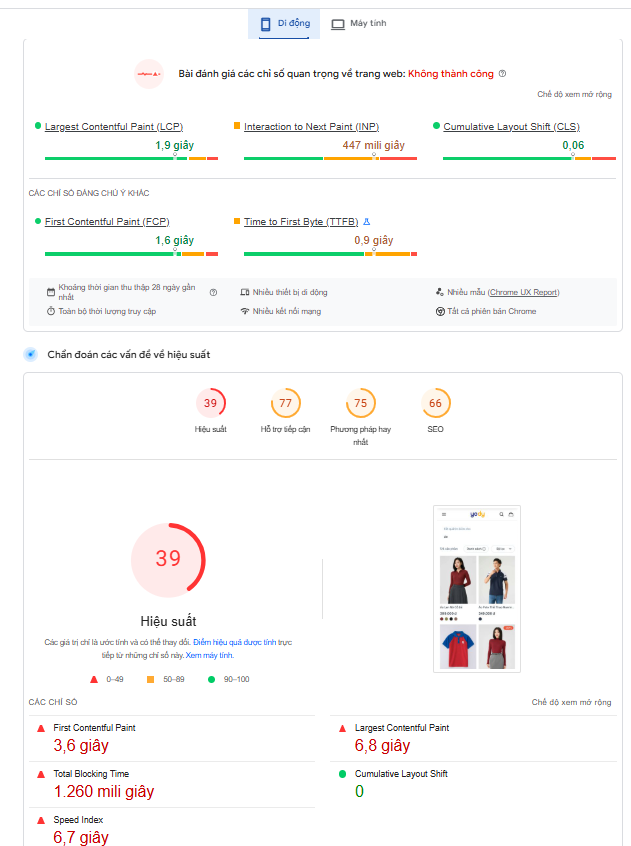 Di động
Máy tính
Bài đánh giá các chỉ số quan trọng về trang web: Không thành công
Chế độ xem mở rộng
Largest Contentful Paint (LCP)
1,9 giây
Interaction to Next Paint (INP)
447 mili giây
Cumulative Layout Shift (CLS)
0,06
CÁC CHỈ SỐ ĐÁNG CHÚ Ý KHÁC
First Contentful Paint (FCP)
1,6 giây
Time to First Byte (TTFB)
0,9 giây
Khoảng thời gian thu thập 28 ngày gần
nhất
Nhiều thiết bị di động
Nhiều mẫu (Chrome UX Report)
Toàn bộ thời lượng truy cập
Nhiều kết nối mạng
Tất cả phiên bản Chrome
Chẩn đoán các vấn đề về hiệu suất
39
77
75
66
Hiệu suất
Hỗ trợ tiếp cận
Phương pháp hay
nhất
SEO
39
Hiệu suất
Các giá trị chỉ là ước tính và có thể thay đổi. Điểm hiệu quả được tính trực
tiếp từ những chỉ số này. Xem máy tính.
0–49
50–89
90–100
yody
CÁC CHỈ SỐ
Chế độ xem mở rộng
First Contentful Paint
3,6 giây
Largest Contentful Paint
6,8 giây
Total Blocking Time
1.260 mili giây
Cumulative Layout Shift
0
Speed Index
6,7 giây